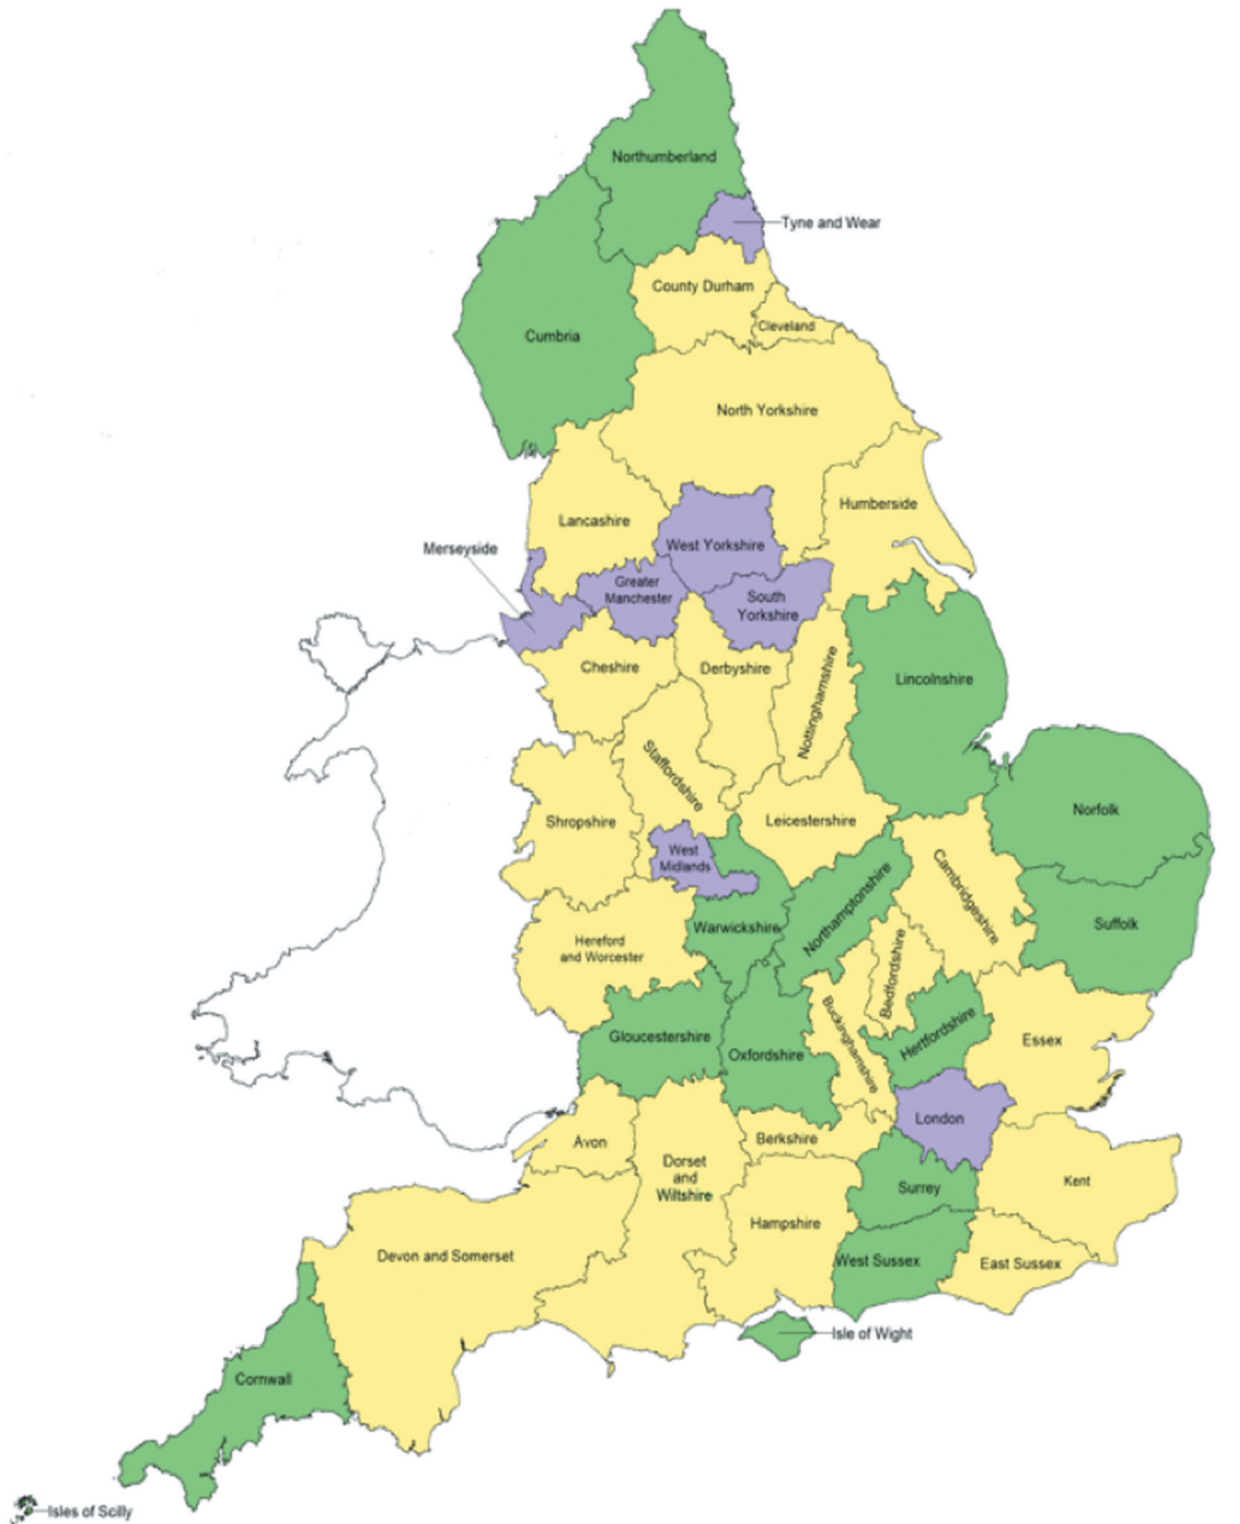 Northumberland
Tyne and Wear
County Durham
Cleveland
Cumbria
North Yorkshire
Humberside
Lancashire
West Yorkshire
Merseyside
Greater
Manchester
South
Yorkshire
Cheshire
Derbyshire
Nottinghamshire
Lincolnshire
Staffordshire
Shropshire
Leicestershire
Norfolk
West
Midlands
Warwickshire
Northamptonshire
Cambridgeshire
Suffolk
Hereford
and Worcester
Bedfordshire
Gloucestershire
Oxfordshire
Buckinghamshire
Hertfordshire
Essex
London
Avon
Berkshire
Dorset
and
Wiltshire
Surrey
Kent
Hampshire
Devon and Somerset
West Sussex
East Sussex
Isle of Wight
Cornwall
Isles of Scilly